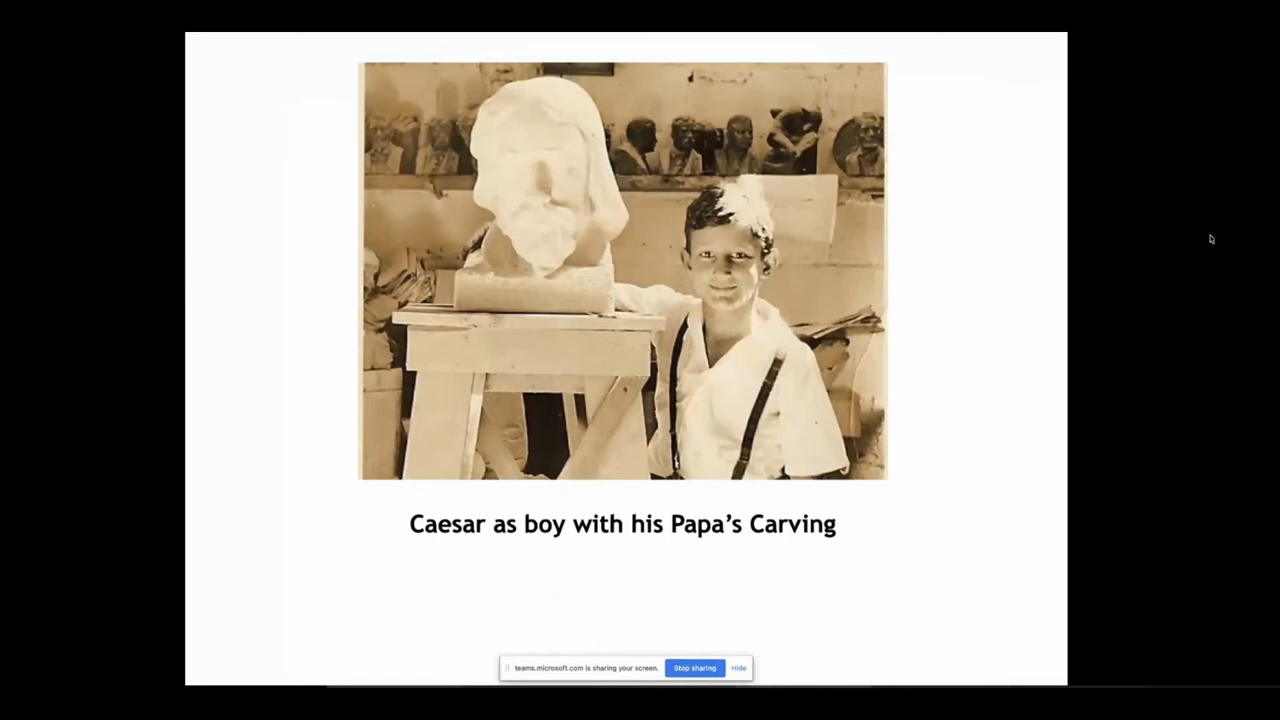 Caesar as boy with his Papa's Carving
teams.microsoft.com is sharing your screen. Stop sharing Hide